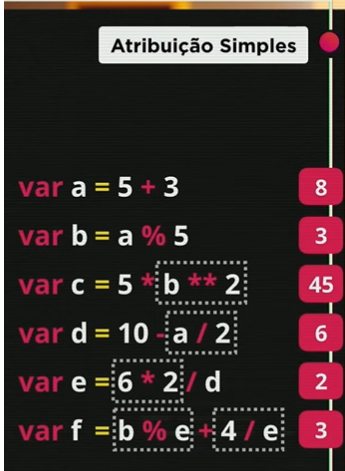 Atribuição Simples
var a = 5 + 3 8
var b = a % 5 3
var c = 5 * b ** 2 45
var d = 10 - a / 2 6
var e = 6 * 2 / d 2
var f = b % e + 4 / e 3